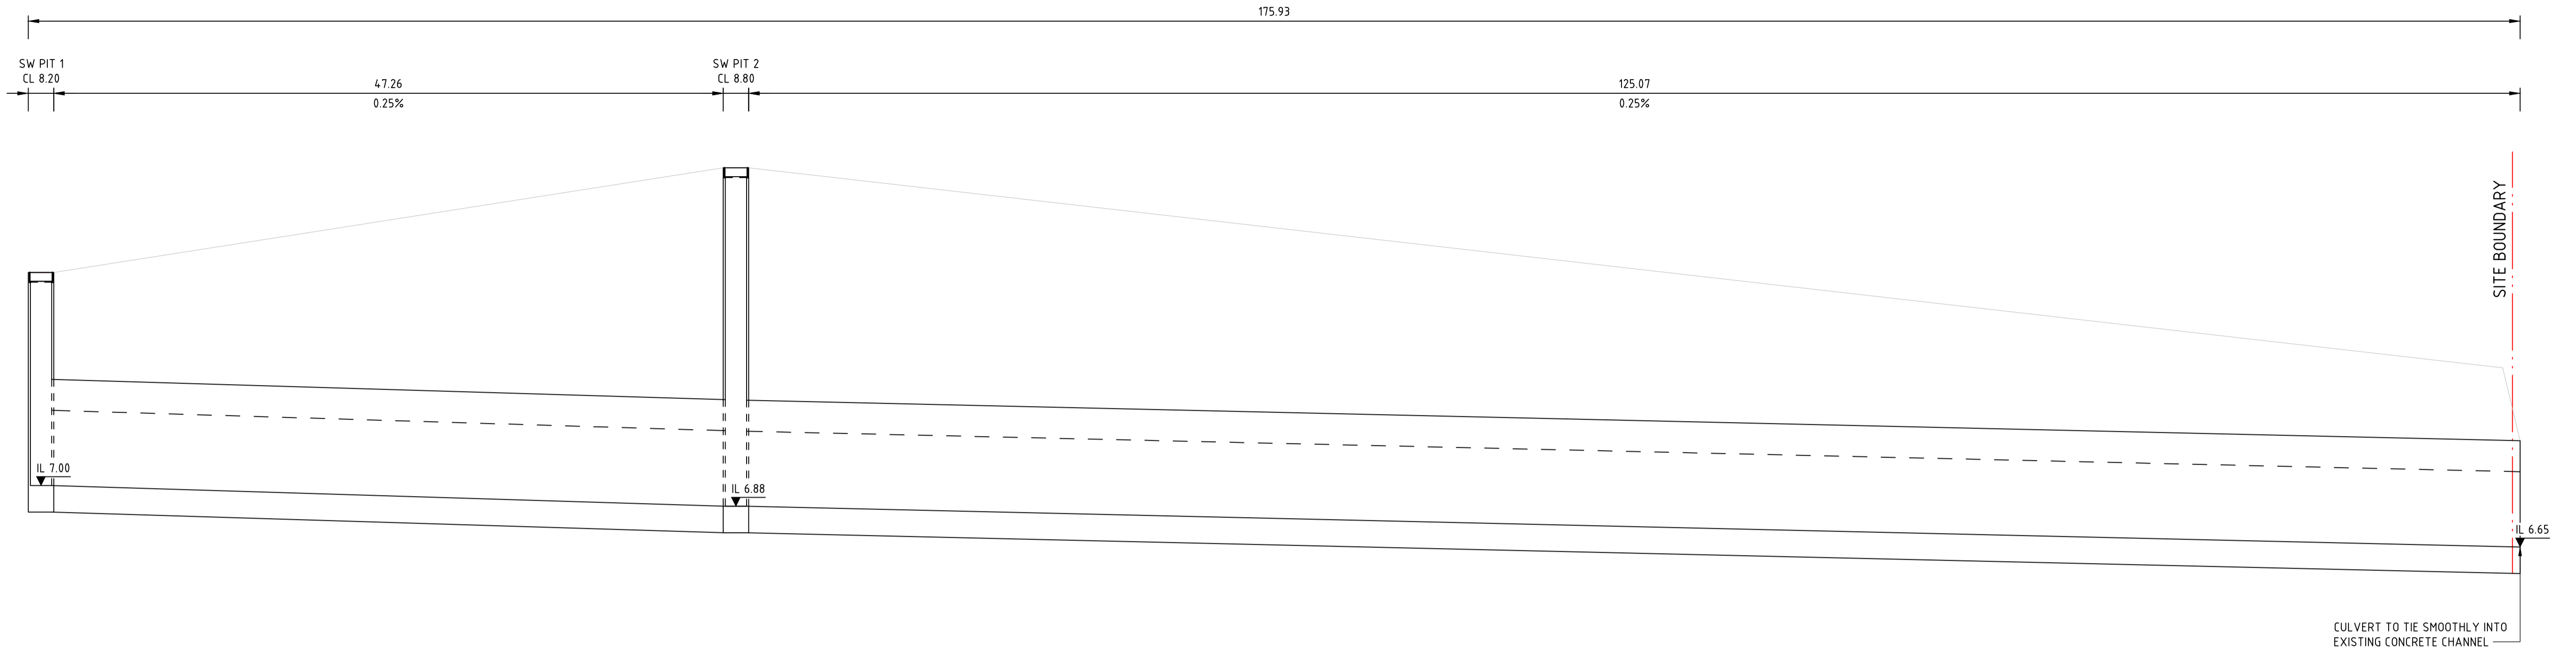 175.93
SW PIT 1
CL 8.20
47.26
0.25%
SW PIT 2
CL 8.80
125.07
0.25%
SITE BOUNDARY
IL 7.00
IL 6.88
IL 6.65
CULVERT TO TIE SMOOTHLY INTO
EXISTING CONCRETE CHANNEL